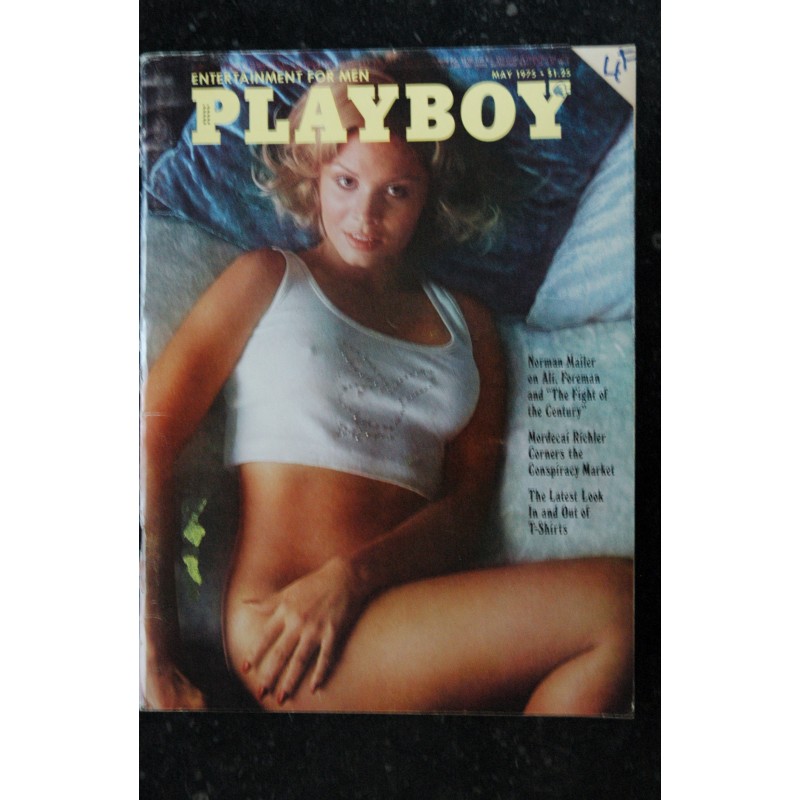 ENTERTAINMENT FOR MEN
MAY 1975 • $1.25
PLAYBOY
Norman Mailer
on Ali, Foreman
and "The Fight of
the Century"
Mordecai Richler
Corners the
Conspiracy Market
The Latest Look
In and Out of
T-Shirts